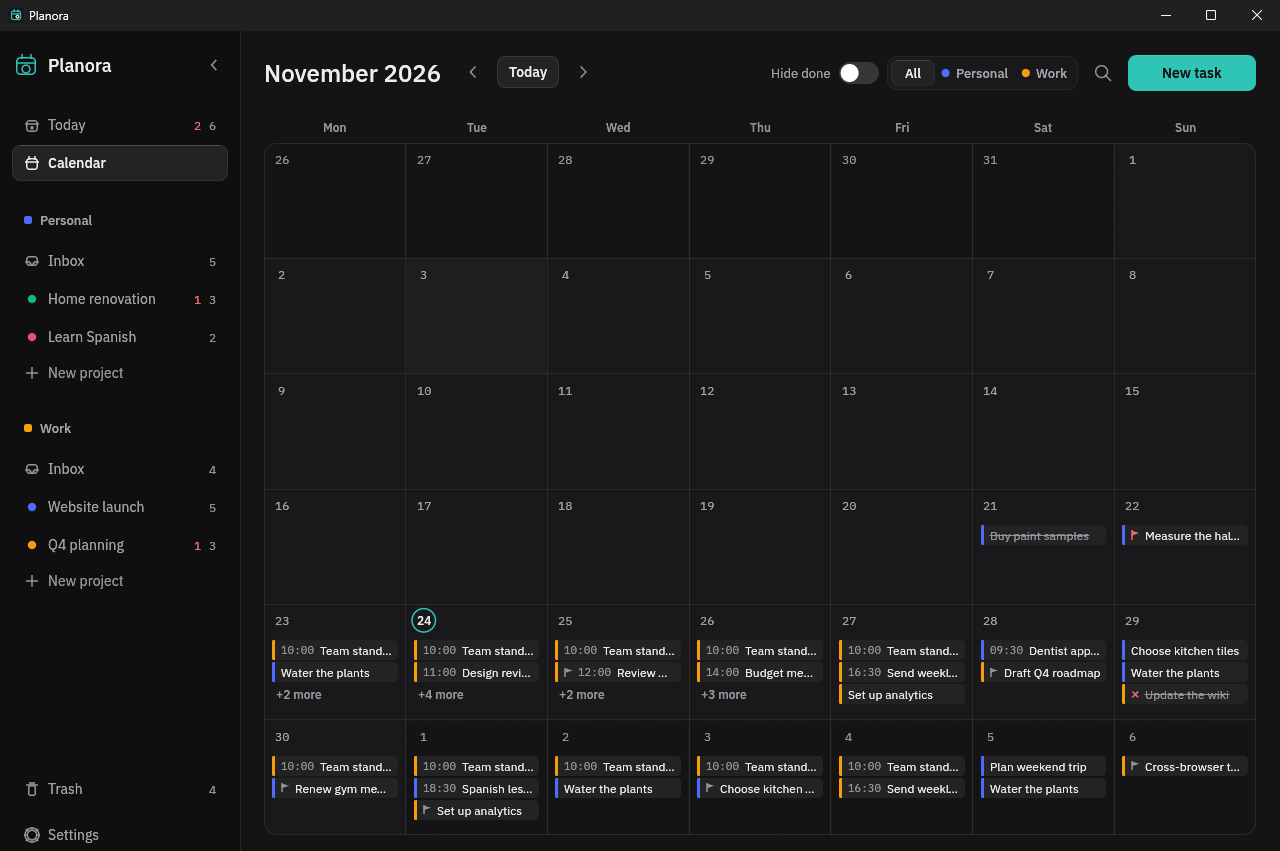 Planora
Planora
Today 2 6
Calendar
Personal
Inbox 5
Home renovation 1 3
Learn Spanish 2
New project
Work
Inbox 4
Website launch 5
Q4 planning 1 3
New project
Trash 4
Settings
November 2026 Today Hide done All Personal Work New task
Mon Tue Wed Thu Fri Sat Sun
26 27 28 29 30 31 1
2 3 4 5 6 7 8
9 10 11 12 13 14 15
16 17 18 19 20 21 22
Buy paint samples Measure the hal...
23 24 25 26 27 28 29
10:00 Team stand... 10:00 Team stand... 10:00 Team stand... 10:00 Team stand... 10:00 Team stand... 09:30 Dentist app... Choose kitchen tiles
Water the plants 11:00 Design revi... 12:00 Review ... 14:00 Budget me... 16:30 Send weekl... Draft Q4 roadmap Water the plants
+2 more +4 more +2 more +3 more Set up analytics Update the wiki
30 1 2 3 4 5 6
10:00 Team stand... 10:00 Team stand... 10:00 Team stand... 10:00 Team stand... 10:00 Team stand... Plan weekend trip Cross-browser t...
Renew gym me... 18:30 Spanish les... Water the plants Choose kitchen ... 16:30 Send weekl... Water the plants
Set up analytics